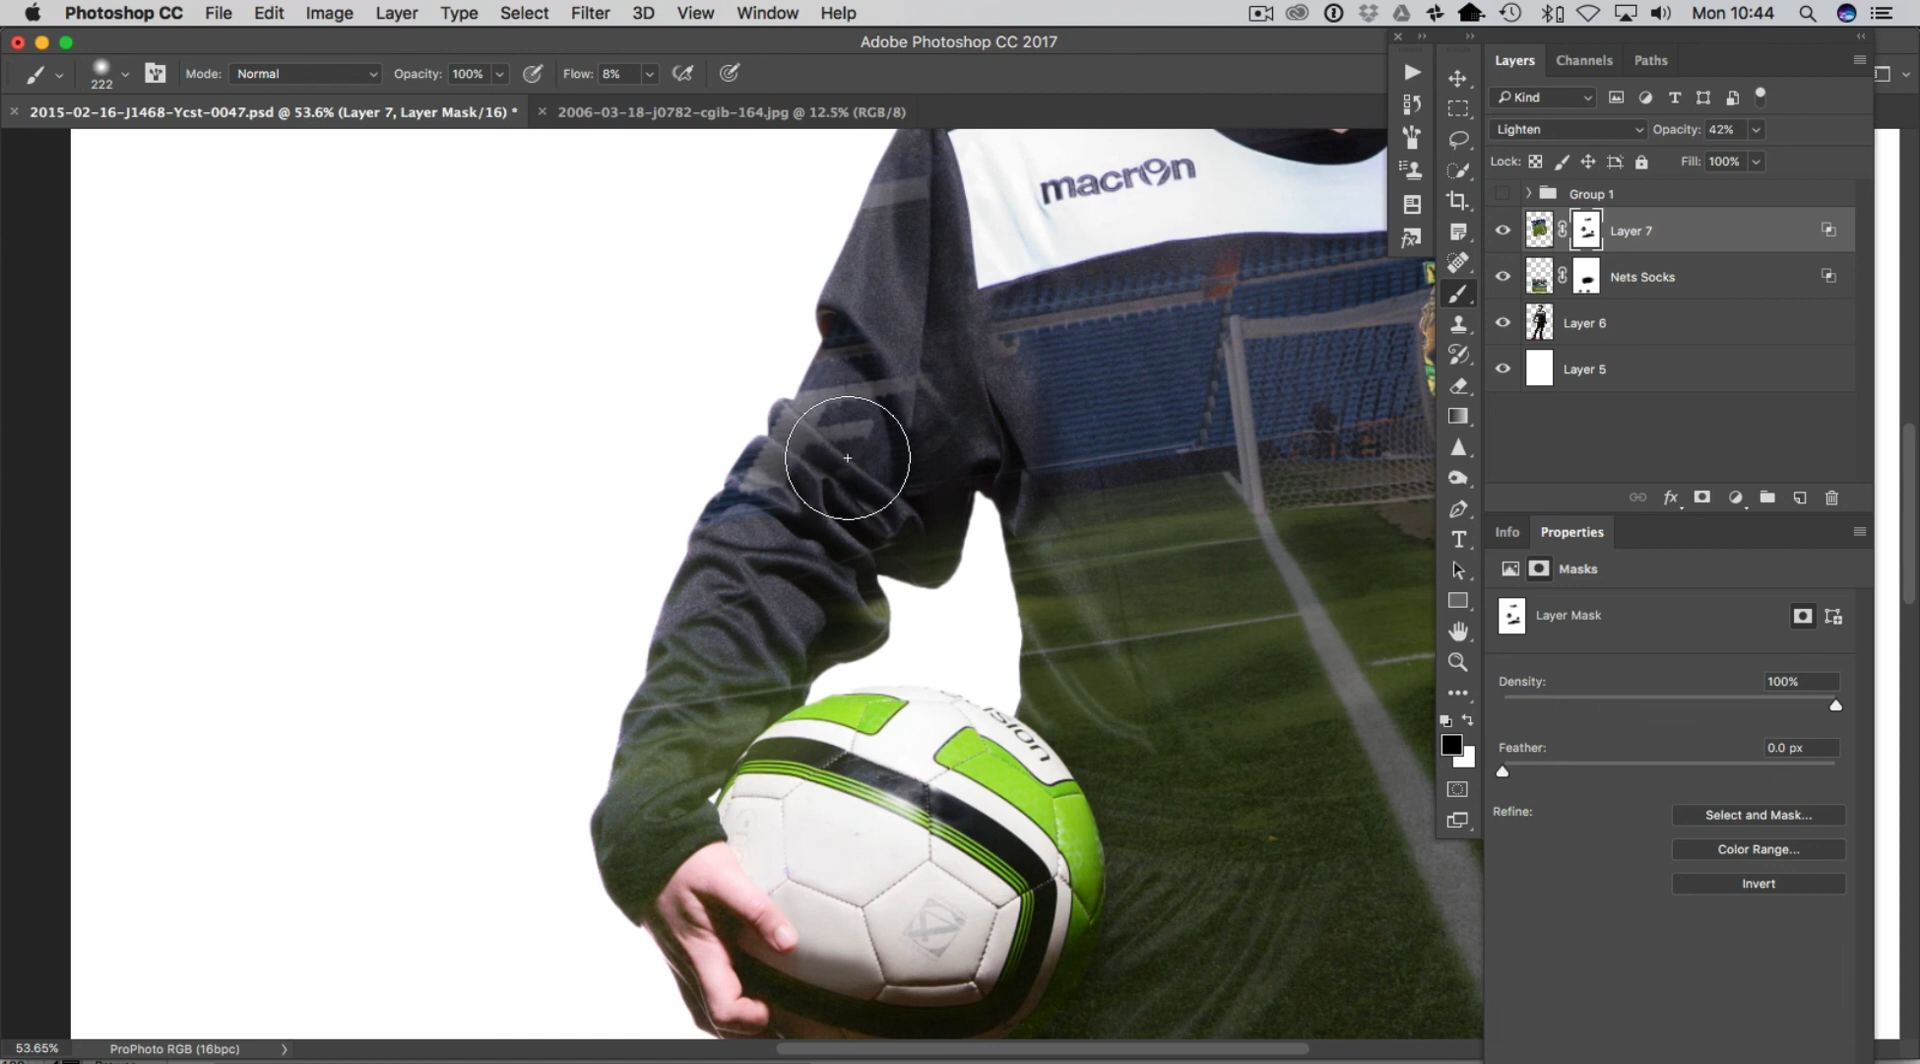 Photoshop CC File Edit Image Layer Type Select Filter 3D View Window Help Mon 10:44
Adobe Photoshop CC 2017
222 Mode: Normal Opacity: 100% Flow: 8%
2015-02-16-J1468-Ycst-0047.psd @ 53.6% (Layer 7, Layer Mask/16) *
2006-03-18-j0782-cgib-164.jpg @ 12.5% (RGB/8)
macron
ision
Layers Channels Paths
Kind
Lighten Opacity: 42%
Lock: Fill: 100%
Group 1
Layer 7
Nets Socks
Layer 6
Layer 5
fx
Info Properties
Masks
Layer Mask
Density: 100%
Feather: 0.0 px
Refine: Select and Mask...
Color Range...
Invert
53.65% ProPhoto RGB (16bpc)